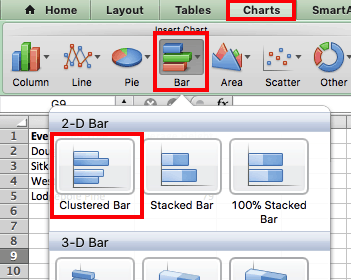 Home Layout Tables Charts SmartA
Insert Chart
Column Line Pie Bar Area Scatter Other
G9
2-D Bar
1 Eve
2 Dou
3 Sitk
4 Wes
5 Lod
6
7
8
9
10
11
12
Clustered Bar Stacked Bar 100% Stacked
Bar
3-D Bar